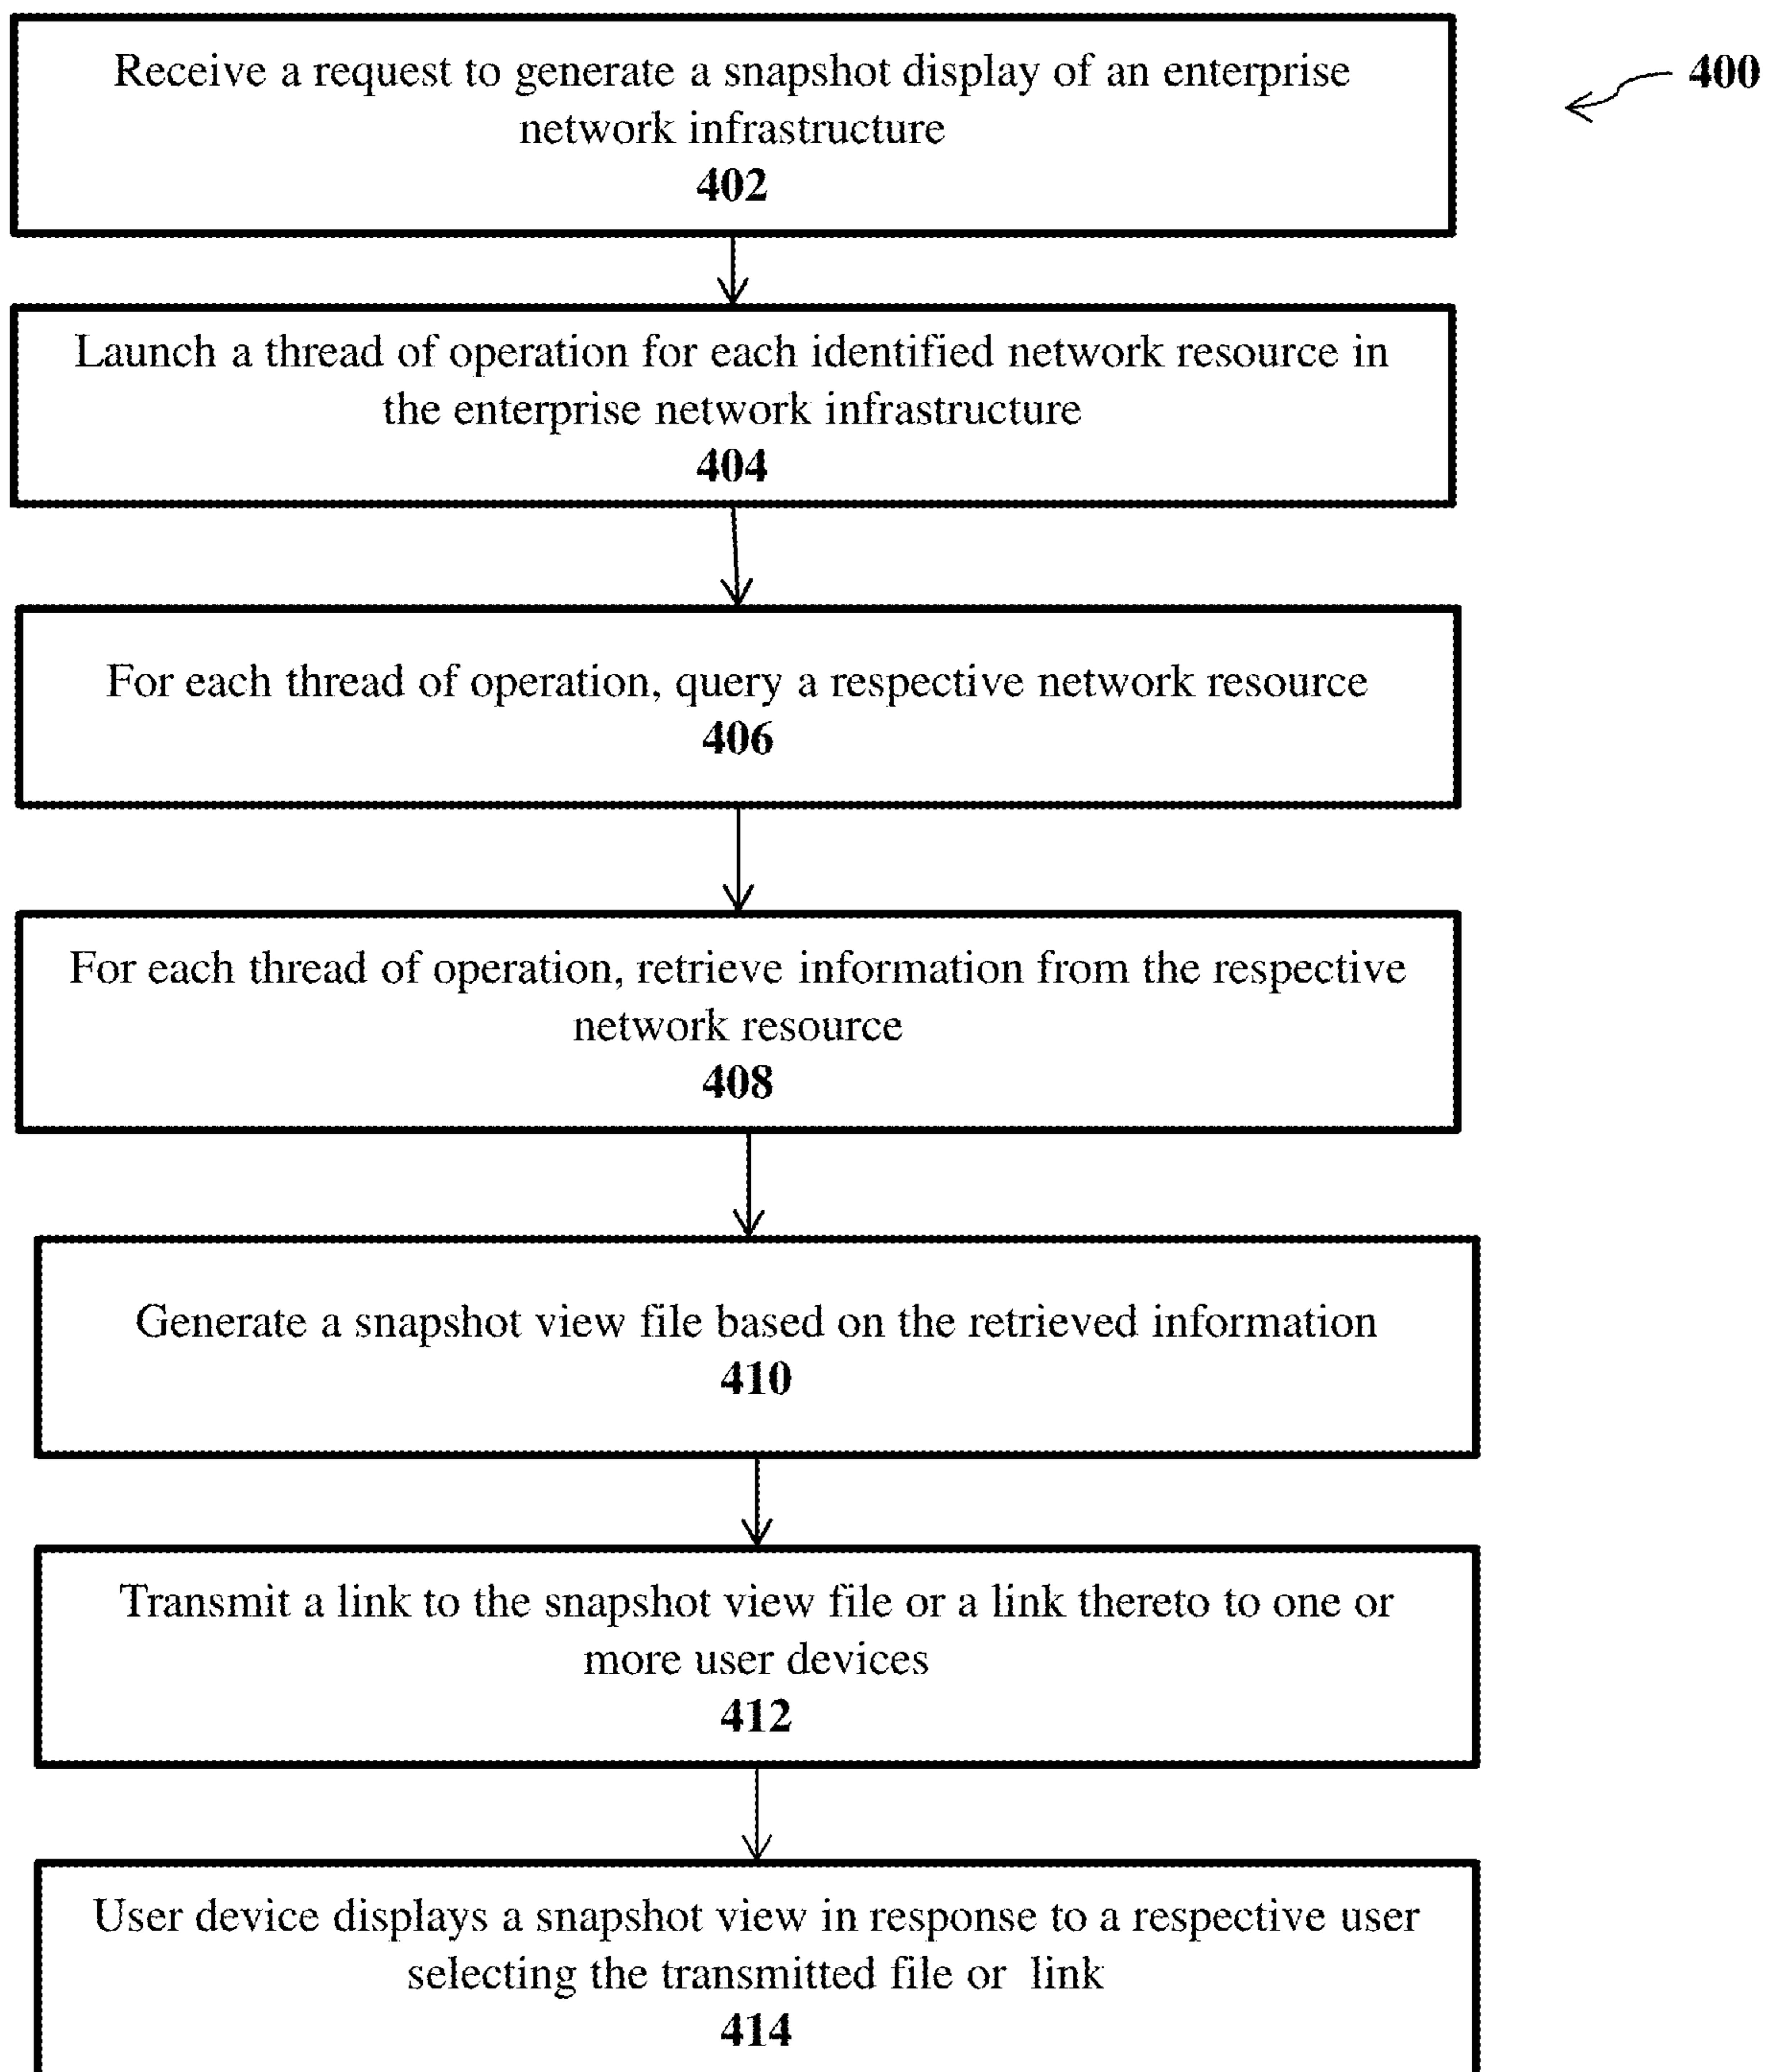 Receive a request to generate a snapshot display of an enterprise
network infrastructure
402
400
Launch a thread of operation for each identified network resource in
the enterprise network infrastructure
404
For each thread of operation, query a respective network resource
406
For each thread of operation, retrieve information from the respective
network resource
408
Generate a snapshot view file based on the retrieved information
410
Transmit a link to the snapshot view file or a link thereto to one or
more user devices
412
User device displays a snapshot view in response to a respective user
selecting the transmitted file or link
414